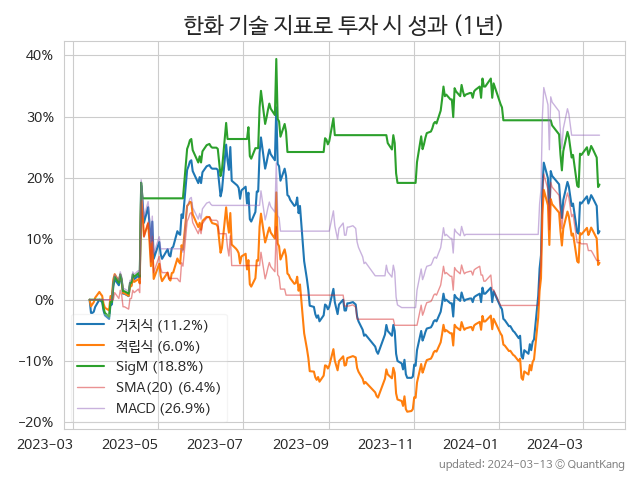 한화 기술 지표로 투자 시 성과 (1년)
40%
30%
20%
10%
0%
−10%
−20%
거치식 (11.2%)
적립식 (6.0%)
SigM (18.8%)
SMA(20) (6.4%)
MACD (26.9%)
2023-03 2023-05 2023-07 2023-09 2023-11 2024-01 2024-03
updated: 2024-03-13 © QuantKang